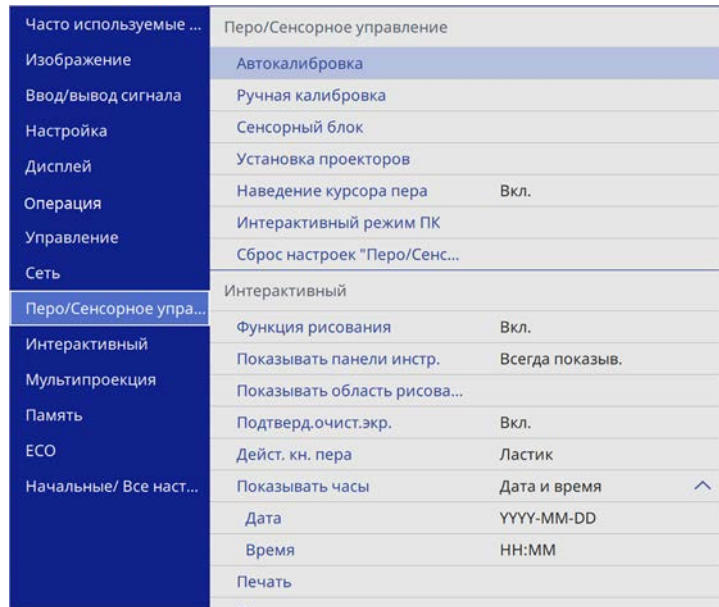 Часто используемые ...
Изображение
Ввод/вывод сигнала
Настройка
Дисплей
Операция
Управление
Сеть
Перо/Сенсорное упра...
Интерактивный
Мультипроекция
Память
ECO
Начальные/ Все наст...
Перо/Сенсорное управление
Автокалибровка
Ручная калибровка
Сенсорный блок
Установка проекторов
Наведение курсора пера Вкл.
Интерактивный режим ПК
Сброс настроек "Перо/Сенс...
Интерактивный
Функция рисования Вкл.
Показывать панели инстр. Всегда показыв.
Показывать область рисова...
Подтверд.очист.экр. Вкл.
Дейст. кн. пера Ластик
Показывать часы Дата и время
Дата YYYY-MM-DD
Время HH:MM
Печать